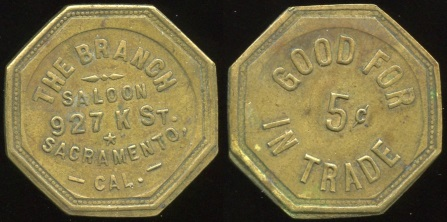 THE BRANCH
SALOON
927 K ST.
SACRAMENTO,
— CAL. —
GOOD FOR
5¢
IN TRADE